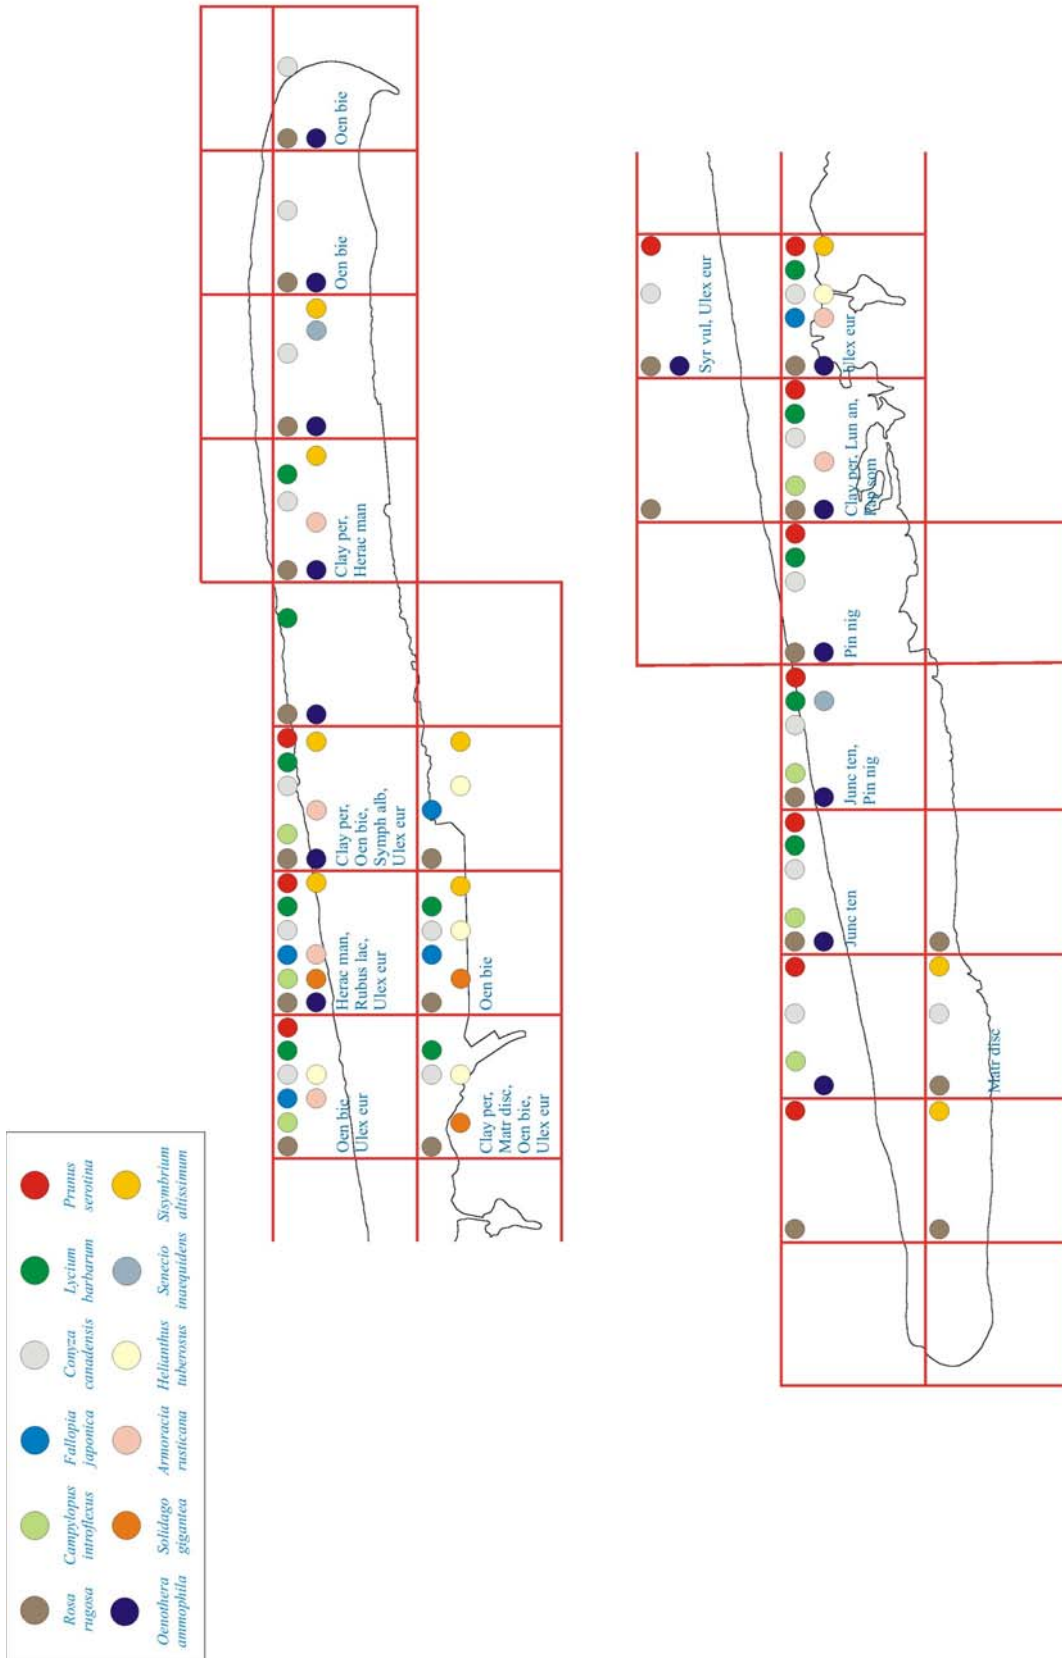 Rosa
rugosa
Campylopus
introflexus
Fallopia
japonica
Conyza
canadensis
Lycium
barbarum
Prunus
serotina
Oenothera
ammophila
Solidago
gigantea
Armoracia
rusticana
Helianthus
tuberosus
Senecio
inaequidens
Sisymbrium
altissimum
Oen bie,
Ulex eur
Herac man,
Rubus lac,
Ulex eur
Clay per,
Oen bie,
Symph alb,
Ulex eur
Clay per,
Herac man
Oen bie
Oen bie
Clay per,
Matr disc,
Oen bie,
Ulex eur
Oen bie
Syr vul, Ulex eur
Junc ten
Junc ten,
Pin nig
Pin nig
Clay per, Lun an,
Pap som
Ulex eur
Matr disc